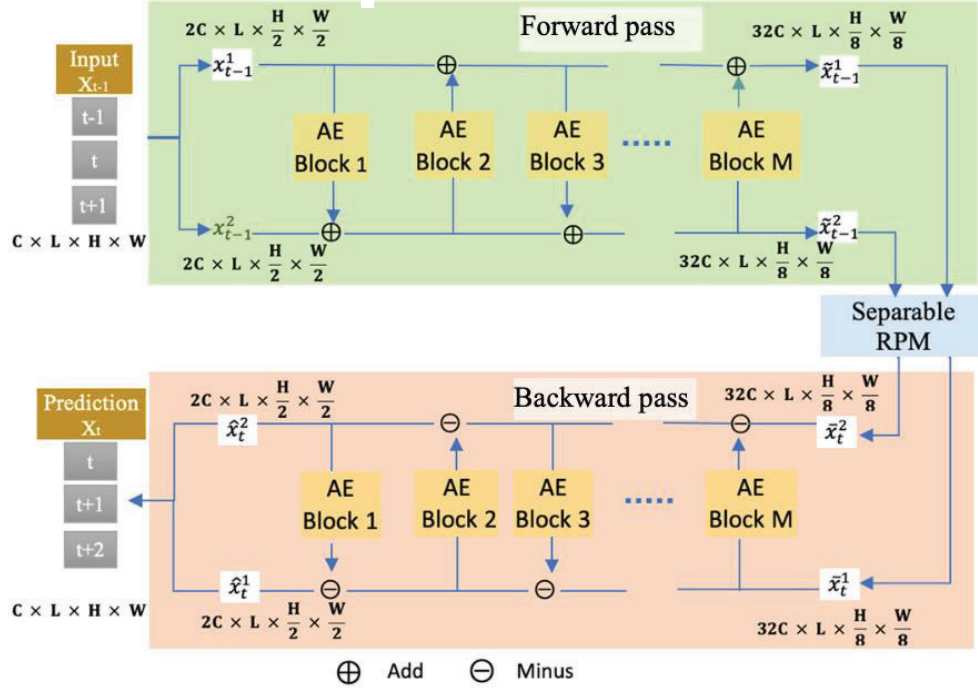 Forward pass
2C × L × H/2 × W/2
32C × L × H/8 × W/8
Input
X_{t-1}
t-1
t
t+1
C × L × H × W
x^1_{t-1}
x̃^1_{t-1}
AE
Block 1
AE
Block 2
AE
Block 3
......
AE
Block M
x^2_{t-1}
x̃^2_{t-1}
2C × L × H/2 × W/2
32C × L × H/8 × W/8
Separable
RPM
Backward pass
2C × L × H/2 × W/2
32C × L × H/8 × W/8
Prediction
X_t
t
t+1
t+2
C × L × H × W
x̂^2_t
x̄^2_t
AE
Block 1
AE
Block 2
AE
Block 3
......
AE
Block M
x̂^1_t
x̄^1_t
2C × L × H/2 × W/2
32C × L × H/8 × W/8
⊕ Add ⊖ Minus